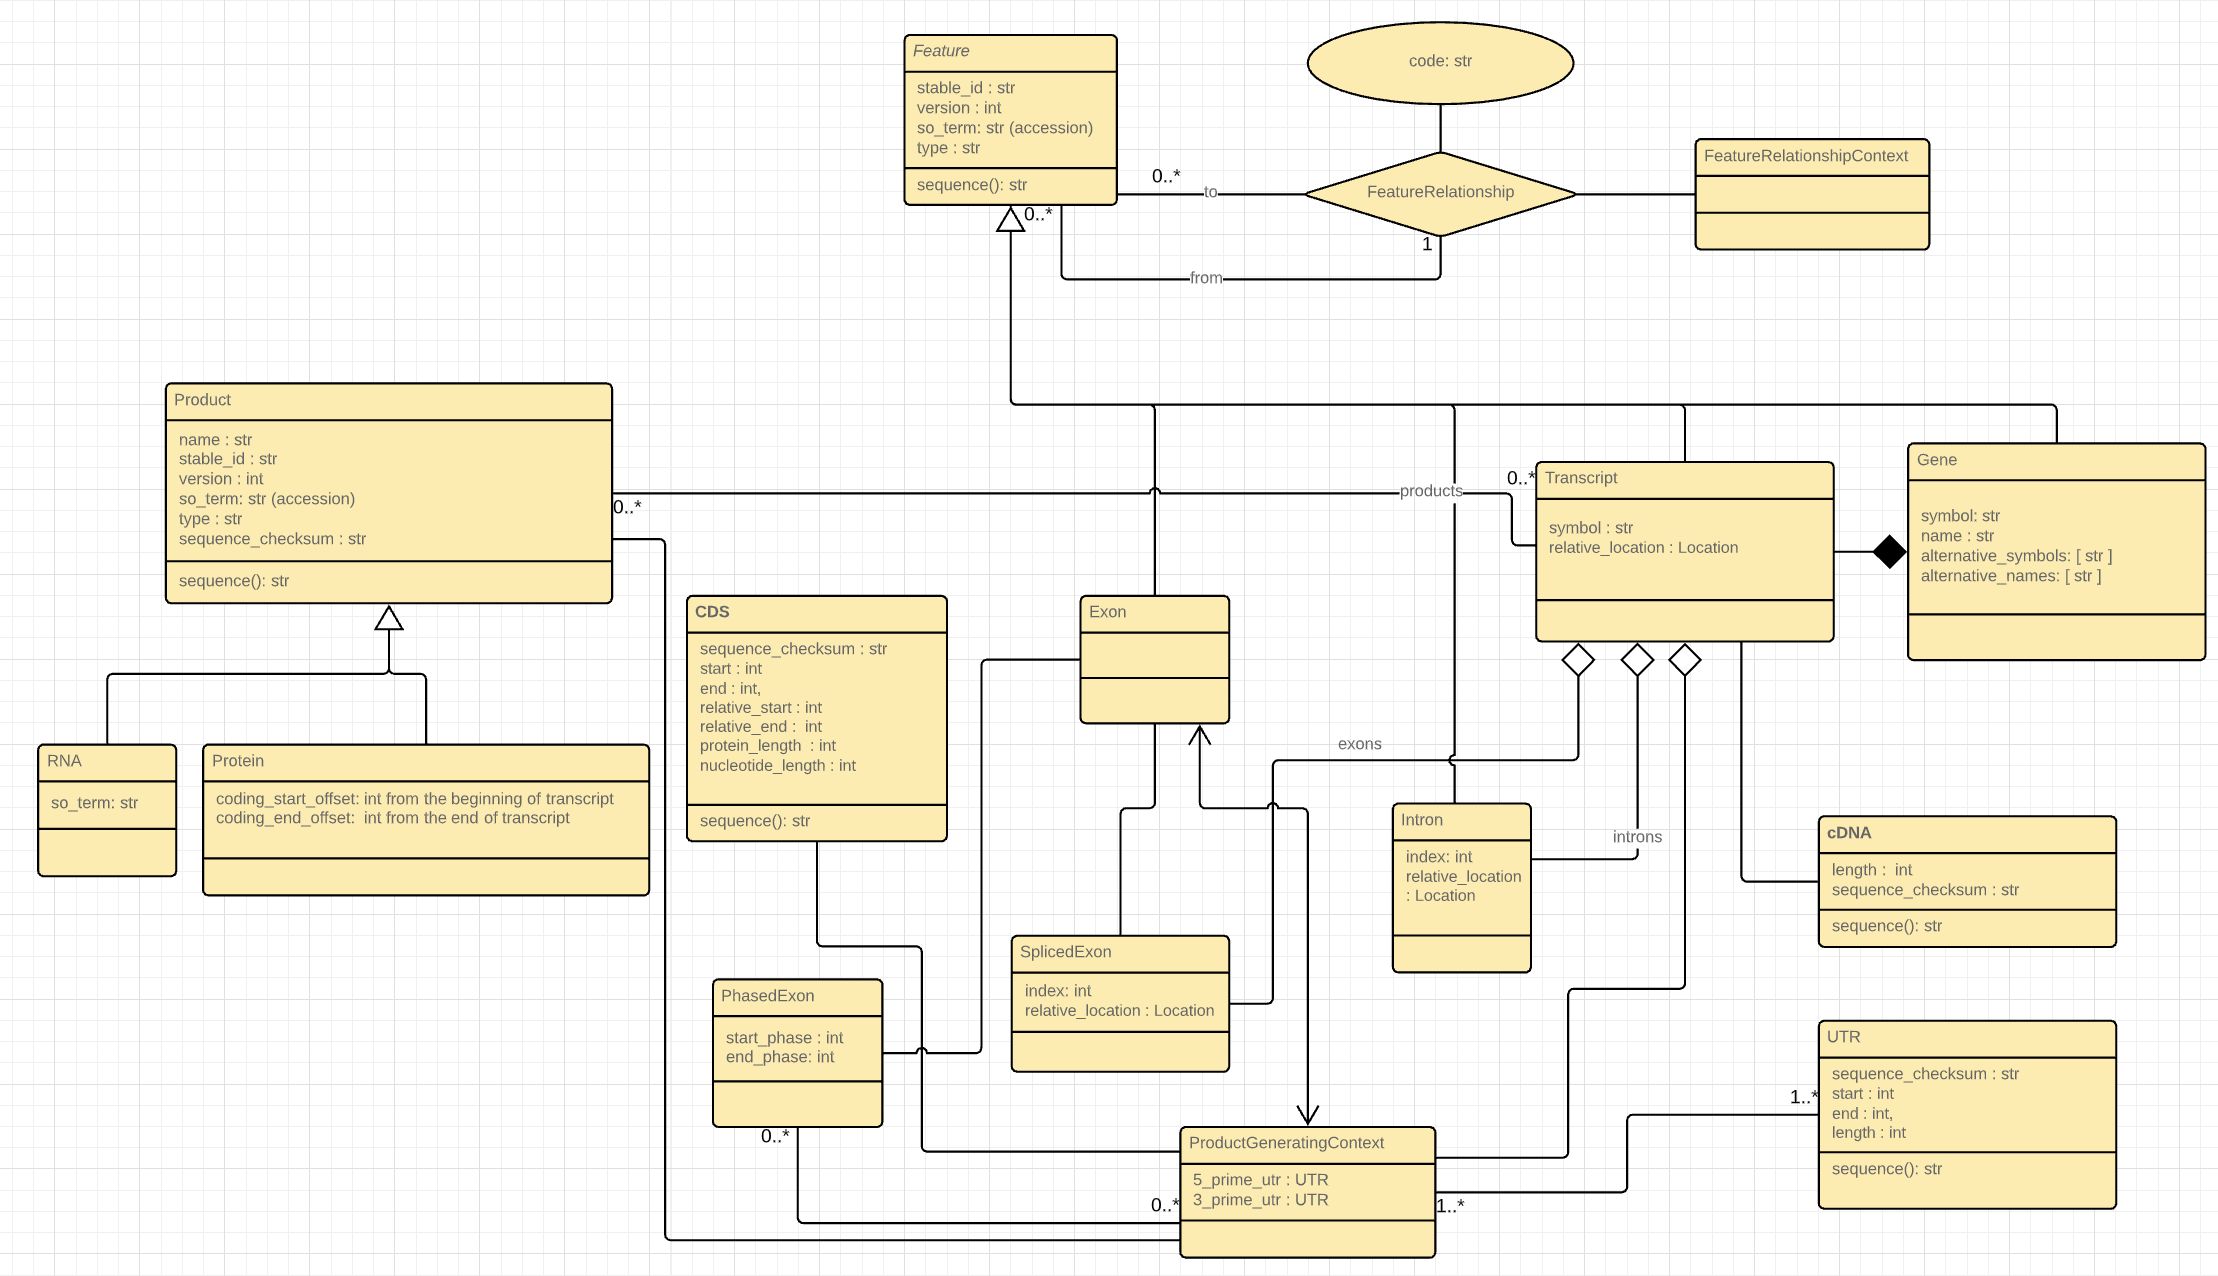 Feature
stable_id : str
version : int
so_term: str (accession)
type : str
sequence(): str
code: str
FeatureRelationship
FeatureRelationshipContext
0..*
to
0..*
1
from
Product
name : str
stable_id : str
version : int
so_term: str (accession)
type : str
sequence_checksum : str
sequence(): str
0..*
products
0..*
Transcript
symbol : str
relative_location : Location
Gene
symbol: str
name : str
alternative_symbols: [ str ]
alternative_names: [ str ]
CDS
sequence_checksum : str
start : int
end : int,
relative_start : int
relative_end :  int
protein_length  : int
nucleotide_length : int
sequence(): str
Exon
RNA
so_term: str
Protein
coding_start_offset: int from the beginning of transcript
coding_end_offset:  int from the end of transcript
exons
Intron
index: int
relative_location
: Location
introns
cDNA
length :  int
sequence_checksum : str
sequence(): str
SplicedExon
index: int
relative_location : Location
PhasedExon
start_phase : int
end_phase: int
0..*
ProductGeneratingContext
5_prime_utr : UTR
3_prime_utr : UTR
0..*
1..*
1..*
UTR
sequence_checksum : str
start : int
end : int,
length : int
sequence(): str